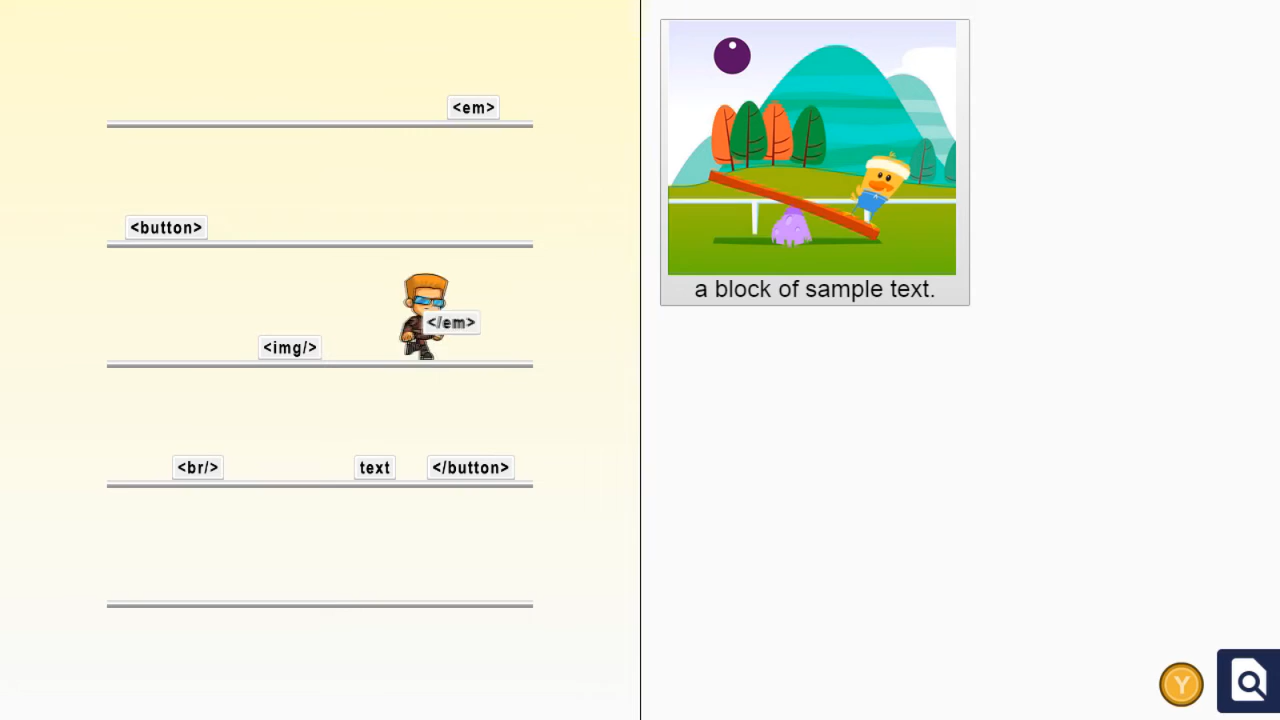 <em>
<button>
</em>
<img/>
<br/> text </button>
a block of sample text.
Y